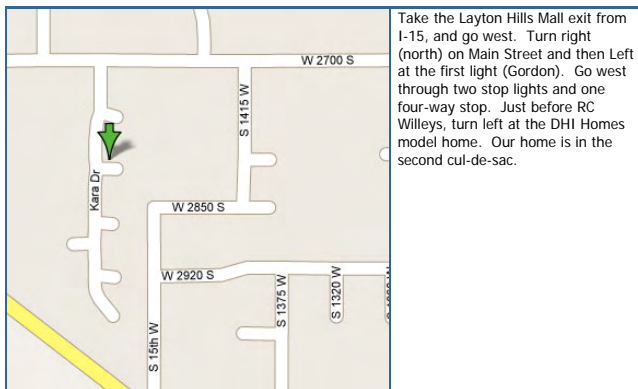 W 2700 S
S 1415 W
Kara Dr
W 2850 S
W 2920 S
S 1375 W
S 1320 W
S 15th W
Take the Layton Hills Mall exit from
I-15, and go west. Turn right
(north) on Main Street and then Left
at the first light (Gordon). Go west
through two stop lights and one
four-way stop. Just before RC
Willeys, turn left at the DHI Homes
model home. Our home is in the
second cul-de-sac.